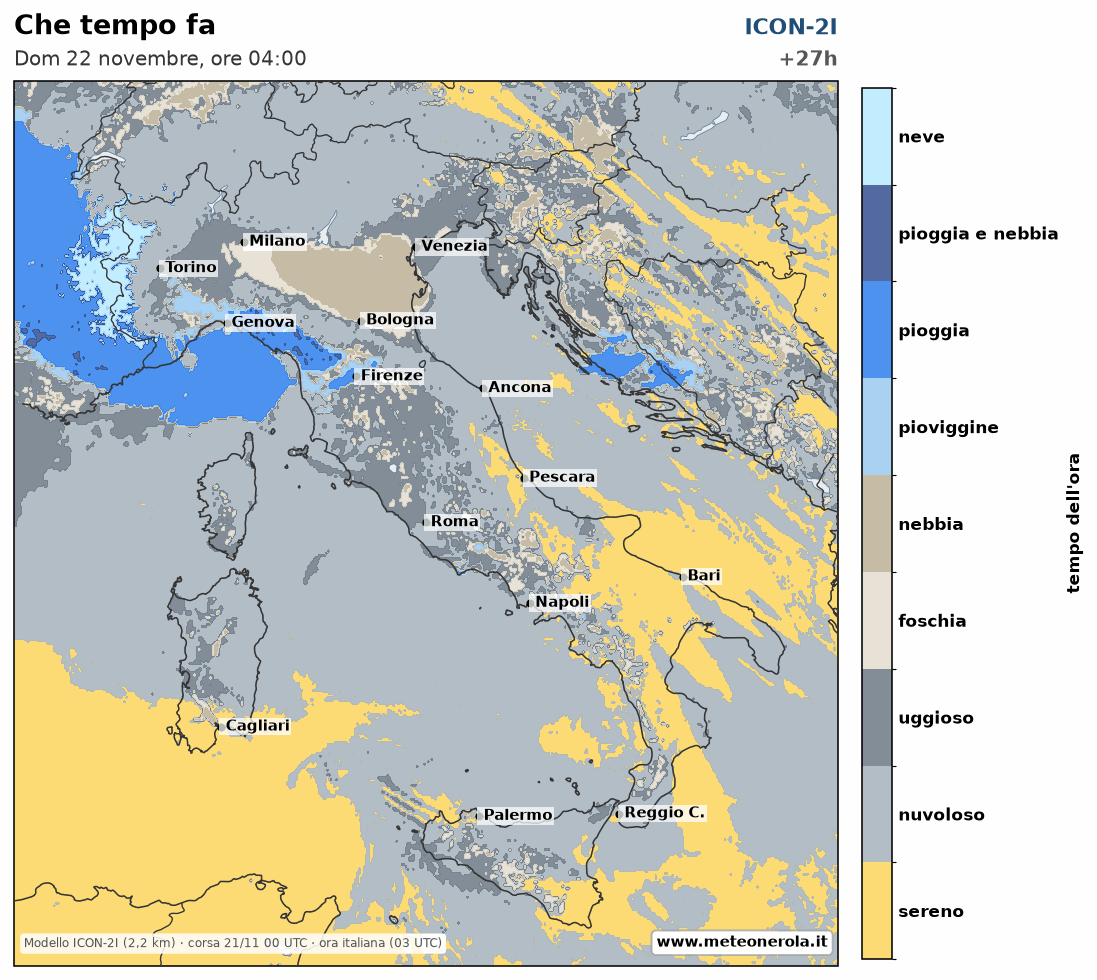 Che tempo fa
ICON-2I
Dom 22 novembre, ore 04:00
+27h
Milano
Venezia
Torino
Genova
Bologna
Firenze
Ancona
Pescara
Roma
Bari
Napoli
Cagliari
Palermo
Reggio C.
neve
pioggia e nebbia
pioggia
pioviggine
nebbia
foschia
uggioso
nuvoloso
sereno
tempo dell'ora
Modello ICON-2I (2,2 km) · corsa 21/11 00 UTC · ora italiana (03 UTC)
www.meteonerola.it